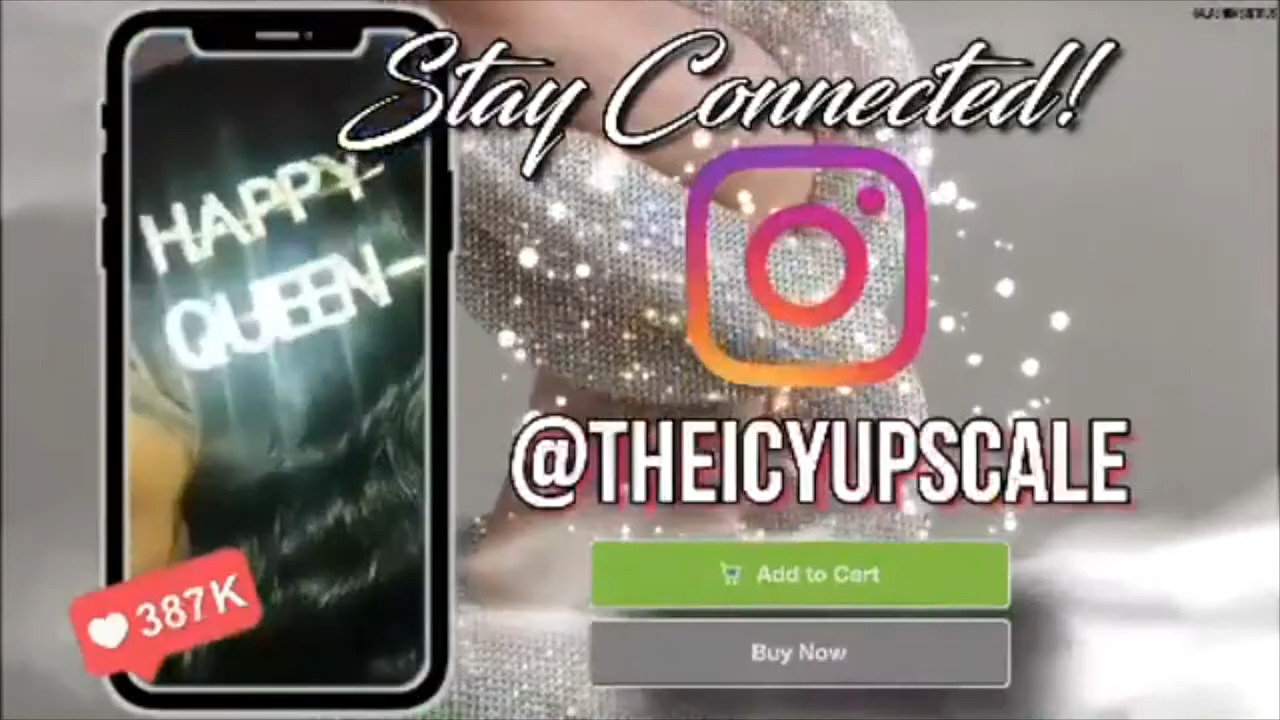 Stay Connected!
HAPPY
QUEEN
@THEICYUPSCALE
387K
Add to Cart
Buy Now